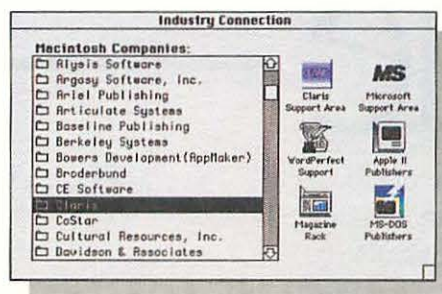 Industry Connection
Macintosh Companies:
Alysis Software
Argosy Software, Inc.
Ariel Publishing
Articulate Systems
Baseline Publishing
Berkeley Systems
Bowers Development(AppMaker)
Broderbund
CE Software
Claris
CoStar
Cultural Resources, Inc.
Davidson & Associates
Claris
Support Area
MS
Microsoft
Support Area
WordPerfect
Support
Apple II
Publishers
Magazine
Rack
MS-DOS
Publishers